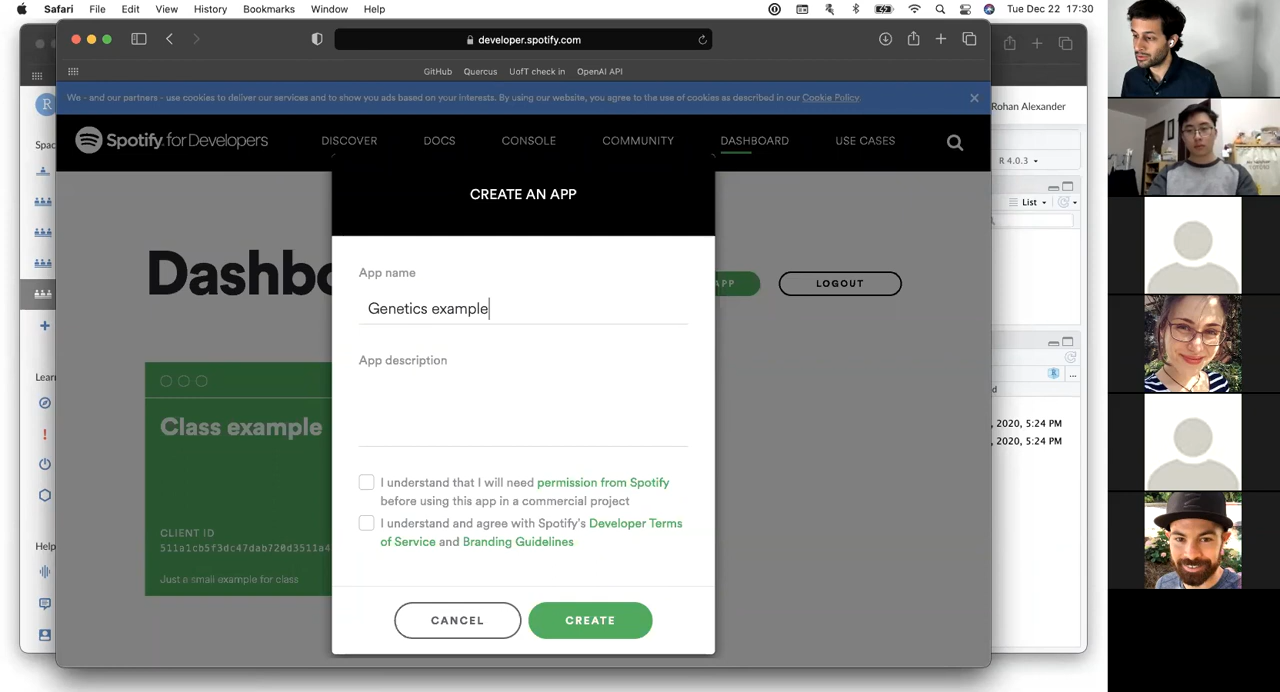 Safari File Edit View History Bookmarks Window Help Tue Dec 22 17:30
developer.spotify.com
GitHub Quercus UofT check in OpenAI API
We - and our partners - use cookies to deliver our services and to show you ads based on your interests. By using our website, you agree to the use of cookies as described in our Cookie Policy.
R
Rohan Alexander
Spotify for Developers DISCOVER DOCS CONSOLE COMMUNITY DASHBOARD USE CASES
Spac
R 4.0.3
CREATE AN APP
List
Dashbo
App name
APP
LOGOUT
Genetics example
App description
Learn
d
Class example
, 2020, 5:24 PM
, 2020, 5:24 PM
I understand that I will need permission from Spotify
before using this app in a commercial project
I understand and agree with Spotify's Developer Terms
of Service and Branding Guidelines
CLIENT ID
511a1cb5f3dc47dab720d3511a4
Help
Just a small example for class
CANCEL CREATE